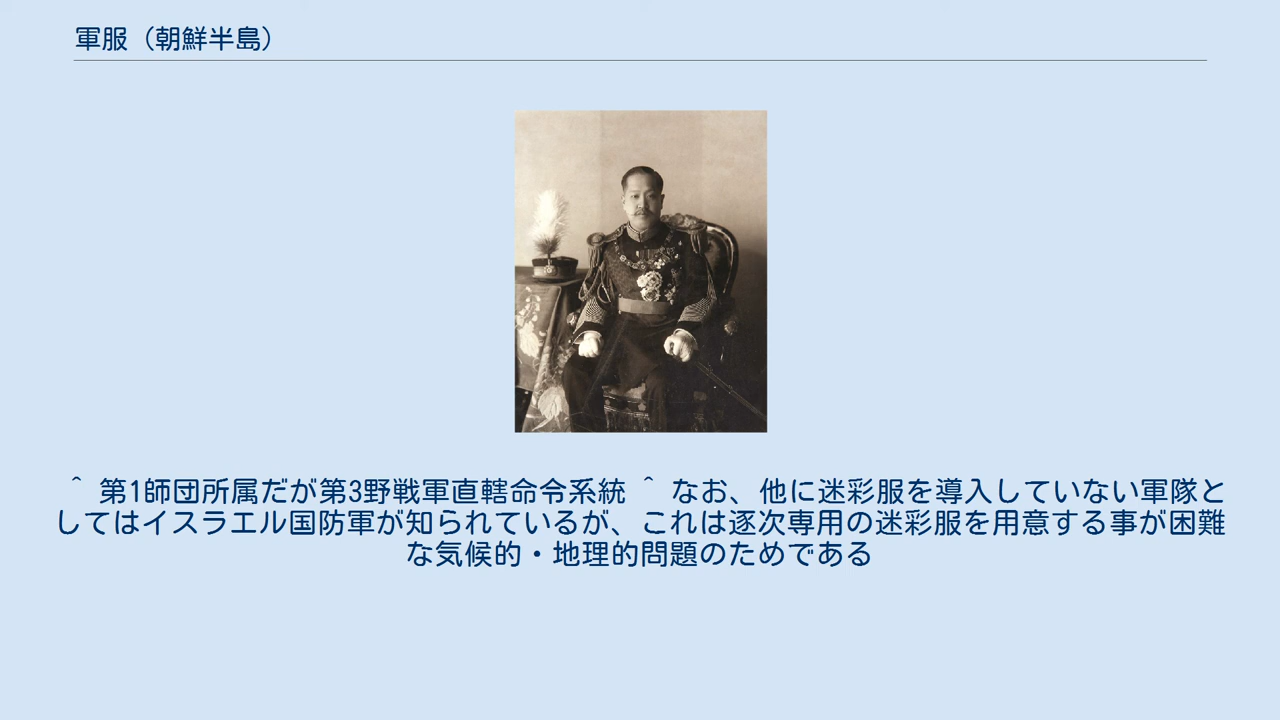 軍服（朝鮮半島）
^ 第1師団所属だが第3野戦軍直轄命令系統 ^ なお、他に迷彩服を導入していない軍隊と
してはイスラエル国防軍が知られているが、これは逐次専用の迷彩服を用意する事が困難
な気候的・地理的問題のためである